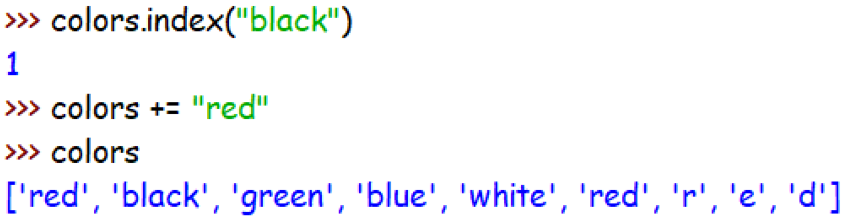 >>> colors.index("black")
1
>>> colors += "red"
>>> colors
['red', 'black', 'green', 'blue', 'white', 'red', 'r', 'e', 'd']